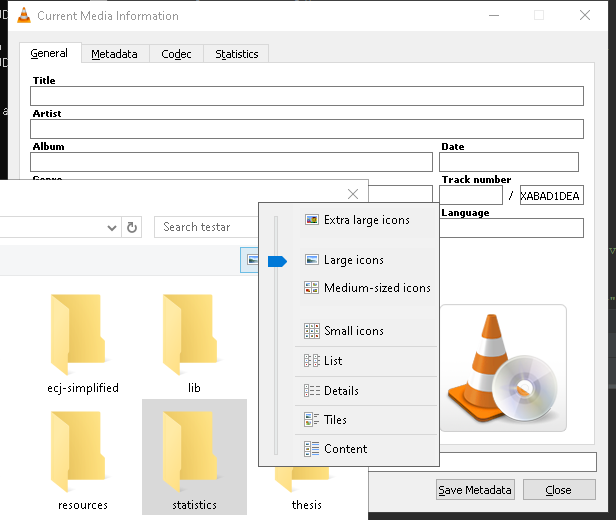 Current Media Information
General Metadata Codec Statistics
Title
Artist
Album Date
Genre Track number
/ XABAD1DEA
Language
Search testar
Extra large icons
Large icons
Medium-sized icons
Small icons
List
Details
Tiles
Content
ecj-simplified lib
resources statistics thesis
Save Metadata Close